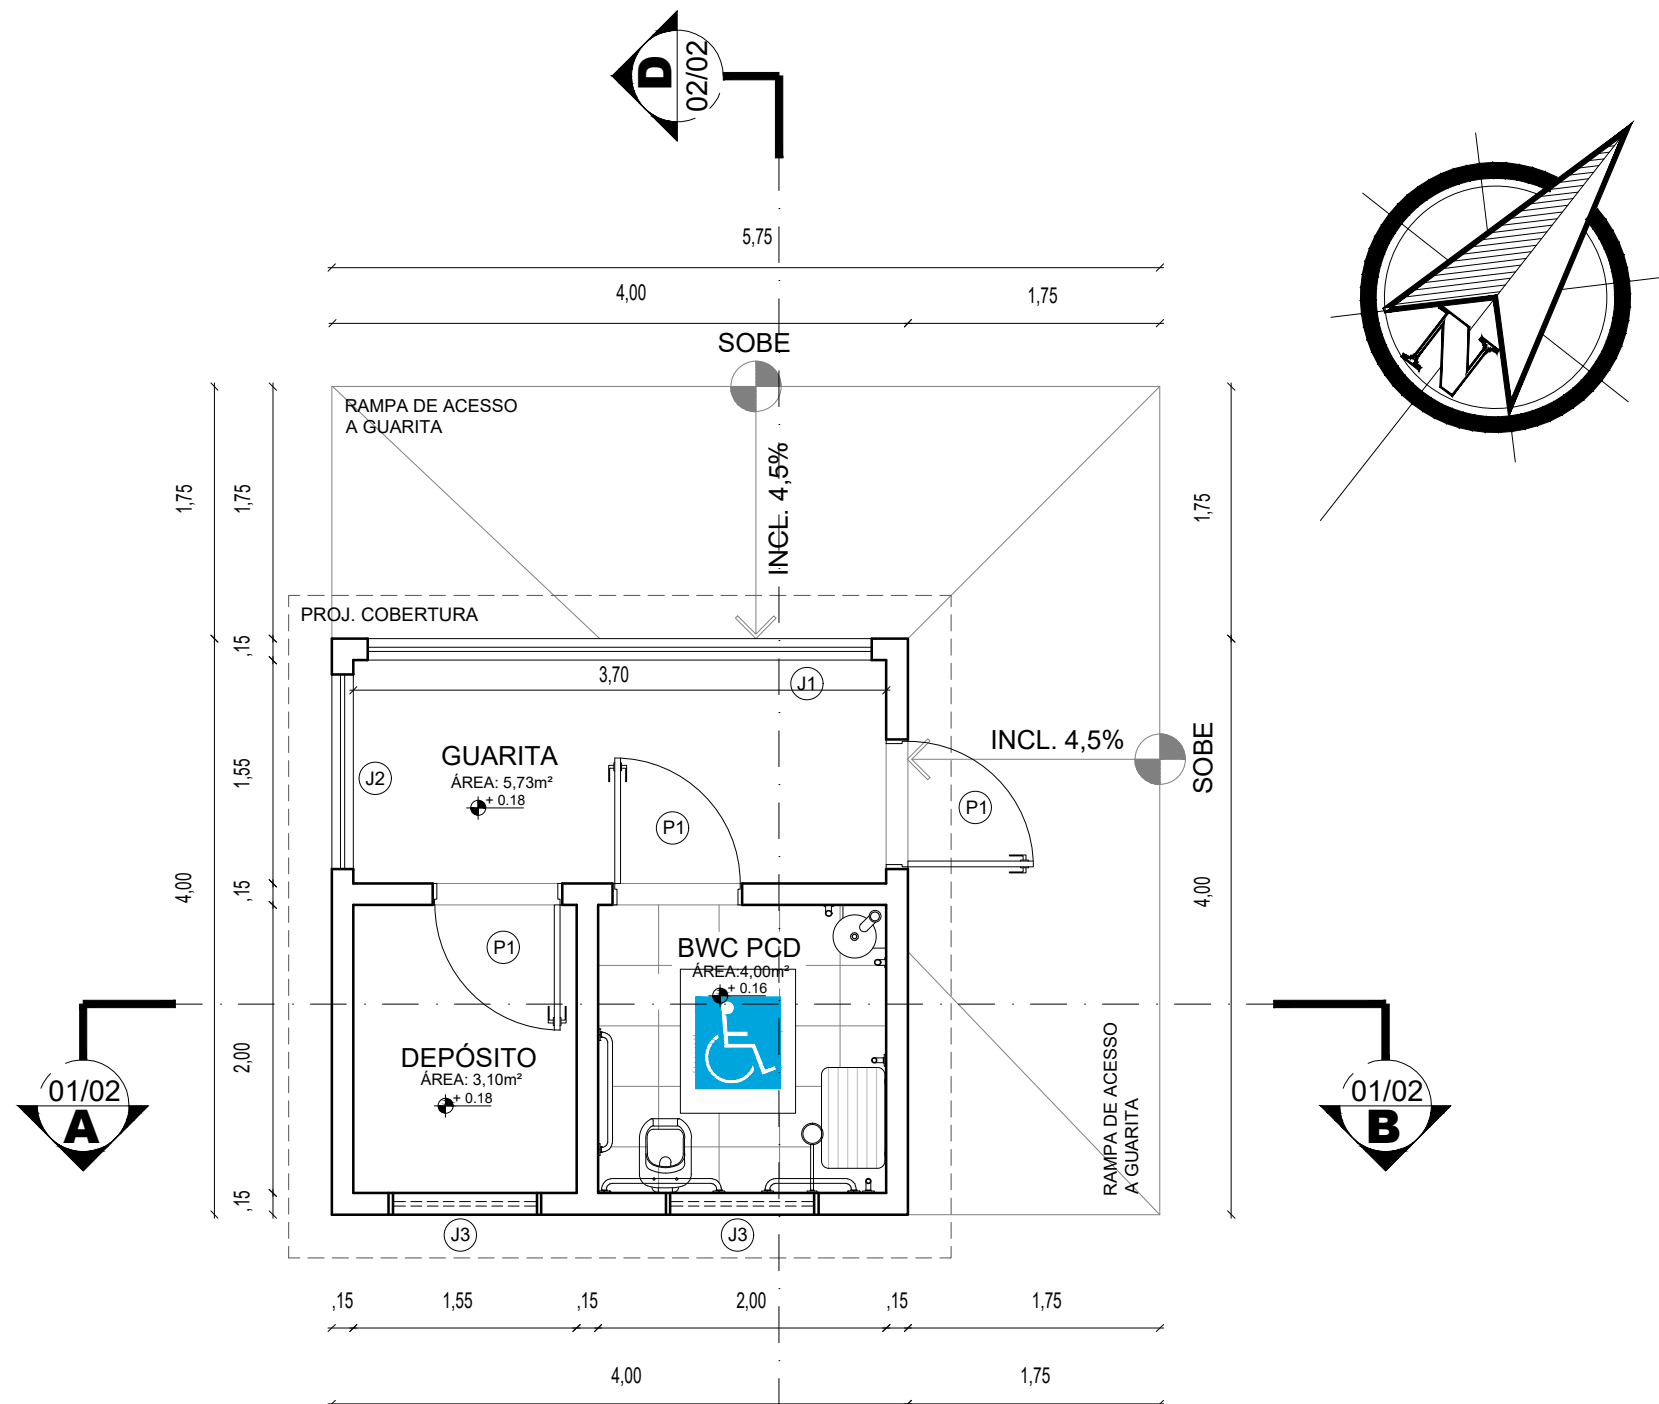 D
02/02
5,75
4,00
1,75
SOBE
RAMPA DE ACESSO
A GUARITA
INCL. 4,5%
N
1,75
1,75
1,75
PROJ. COBERTURA
,15
3,70
J1
INCL. 4,5%
SOBE
GUARITA
ÁREA: 5,73m²
+ 0.18
J2
1,55
P1
P1
4,00
,15
4,00
P1
BWC PCD
ÁREA:4,00m²
+ 0.16
DEPÓSITO
ÁREA: 3,10m²
+ 0.18
2,00
01/02
A
01/02
B
RAMPA DE ACESSO
A GUARITA
,15
J3
J3
,15
1,55
,15
2,00
,15
1,75
4,00
1,75